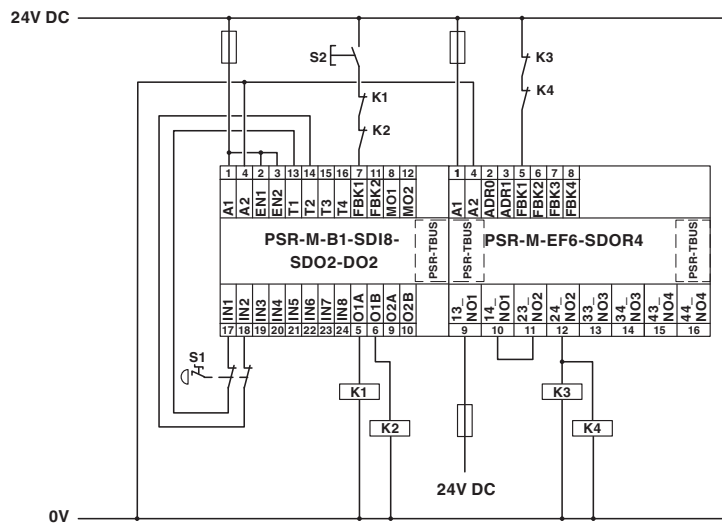 24V DC
S2
K1
K2
K3
K4
1 4 2 3 13 14 15 16 7 11 8 12
A1 A2 EN1 EN2 T1 T2 T3 T4 FBK1 FBK2 MO1 MO2
1 4 2 3 5 6 7 8
A1 A2 ADR0 ADR1 FBK1 FBK2 FBK3 FBK4
PSR-M-B1-SDI8-
SDO2-DO2
PSR-TBUS
PSR-TBUS
PSR-M-EF6-SDOR4
PSR-TBUS
IN1 IN2 IN3 IN4 IN5 IN6 IN7 IN8 O1A O1B O2A O2B
17 18 19 20 21 22 23 24 5 6 9 10
13_NO1 14_NO1 23_NO2 24_NO2 33_NO3 34_NO3 43_NO4 44_NO4
9 10 11 12 13 14 15 16
S1
K1
K2
K3
K4
24V DC
0V